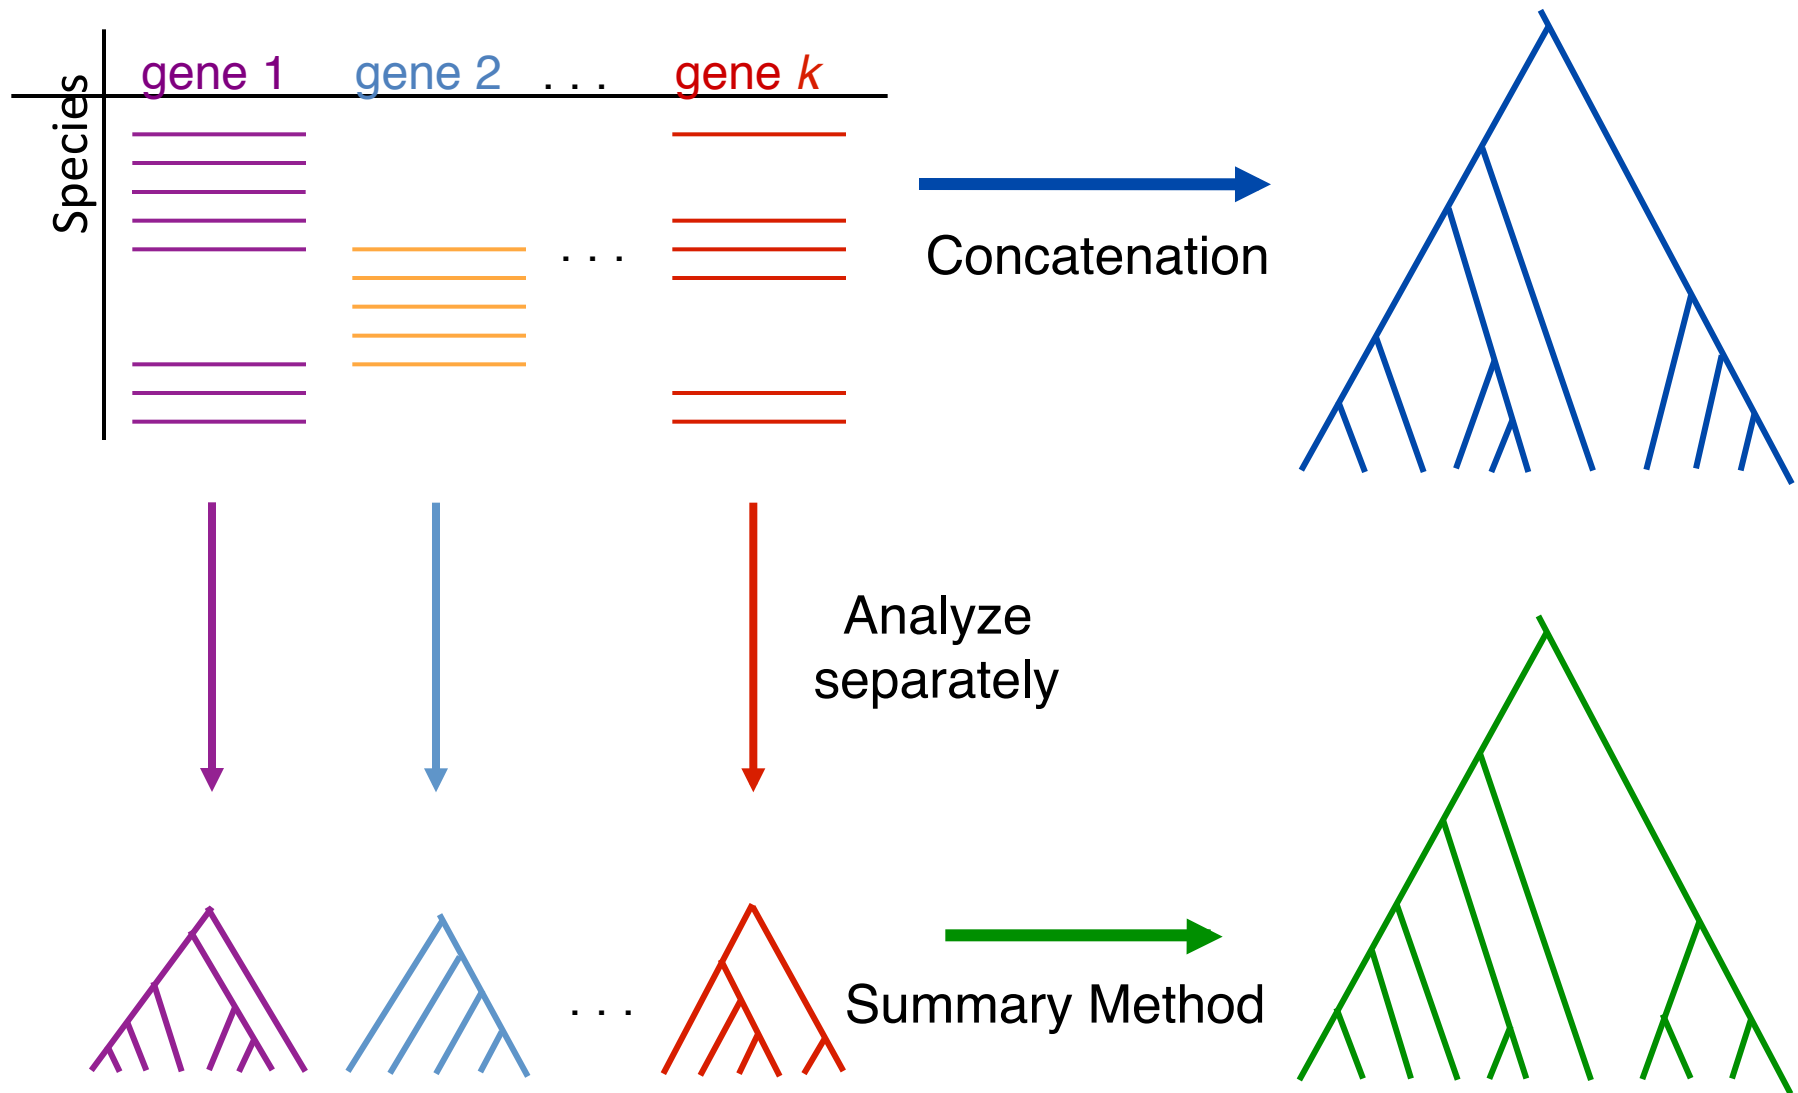 gene 1 gene 2 . . . gene k
Species
. . .
Concatenation
Analyze
separately
. . .
Summary Method